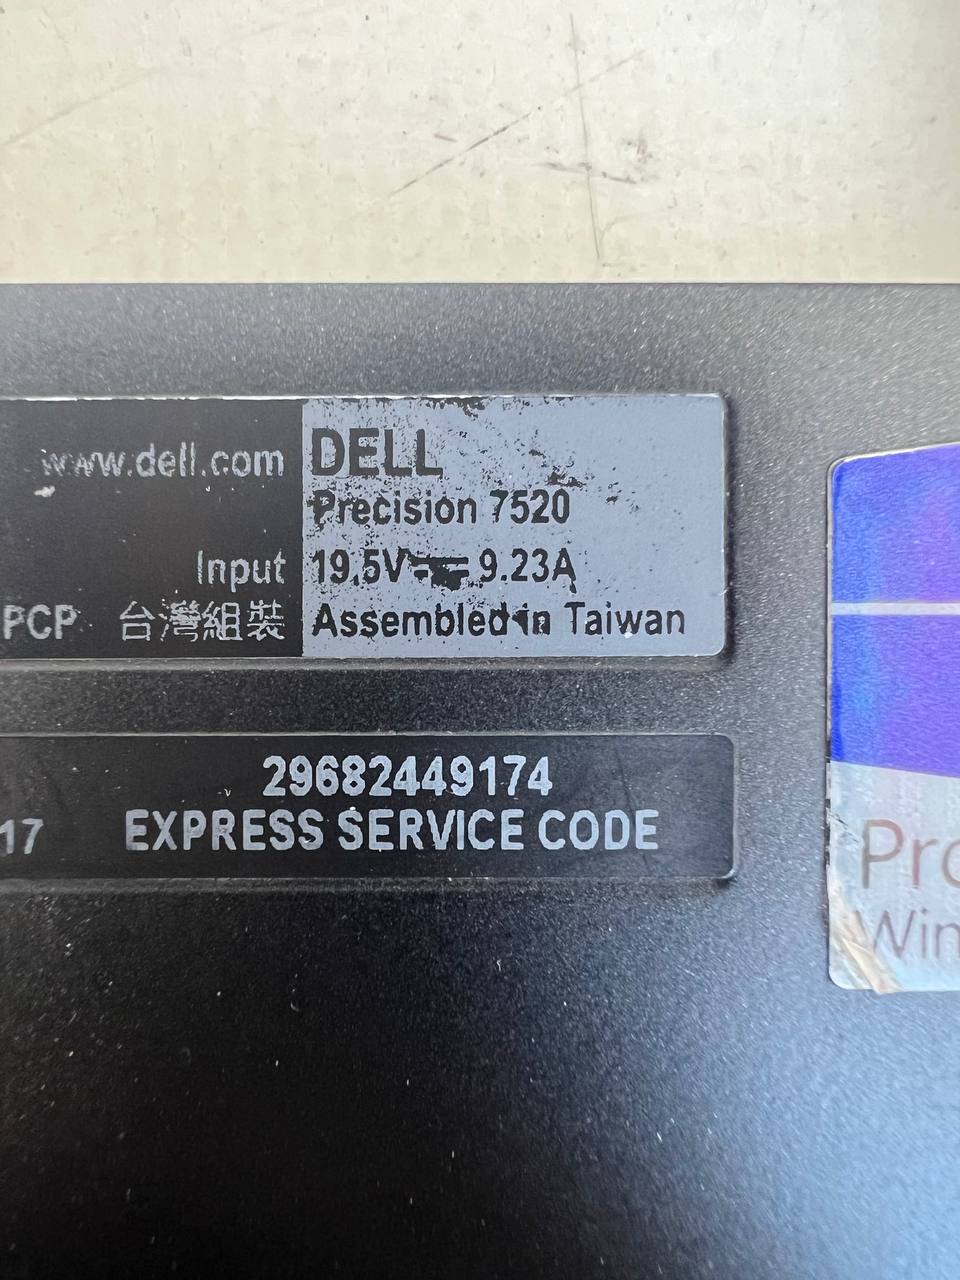 www.dell.com DELL
Precision 7520
Input 19.5V 9.23A
PCP 台灣組裝 Assembled in Taiwan
29682449174
17 EXPRESS SERVICE CODE
Pro
Win